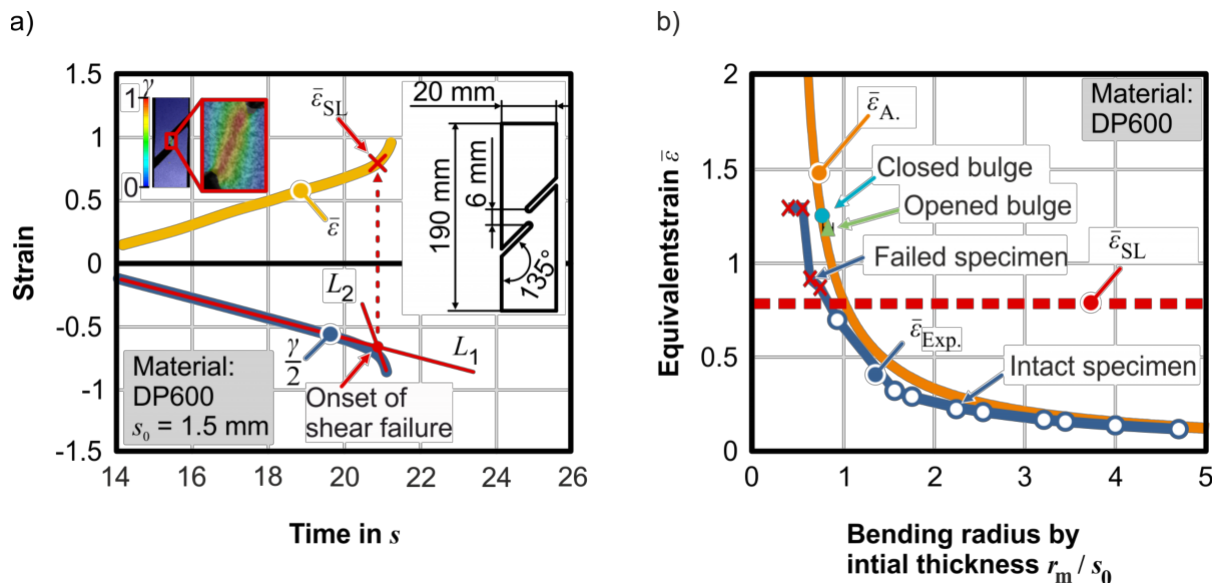 a)
Strain
1.5
1
0.5
0
-0.5
-1
-1.5
14
16
18
20
22
24
26
Time in s
1
γ
0
ε̄SL
ε̄
20 mm
190 mm
6 mm
135°
L2
L1
γ/2
Onset of
shear failure
Material:
DP600
s0 = 1.5 mm
b)
Equivalentstrain ε̄
2
1.5
1
0.5
0
0
1
2
3
4
5
Bending radius by
intial thickness rm / s0
Material:
DP600
ε̄A.
Closed bulge
Opened bulge
ε̄SL
Failed specimen
ε̄Exp.
Intact specimen